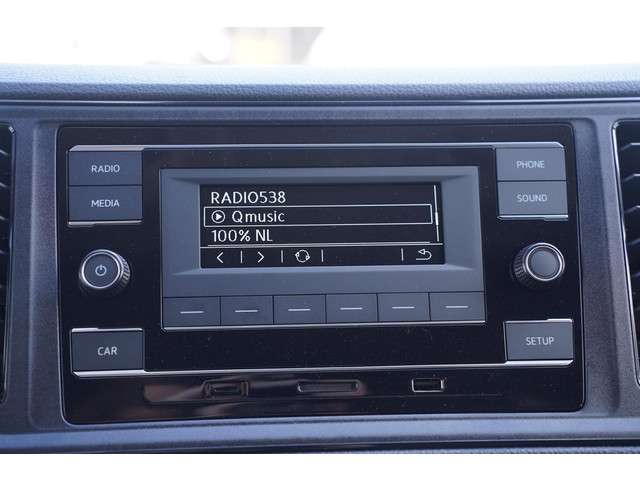 RADIO
MEDIA
RADIO538
Qmusic
100% NL
PHONE
SOUND
CAR
SETUP